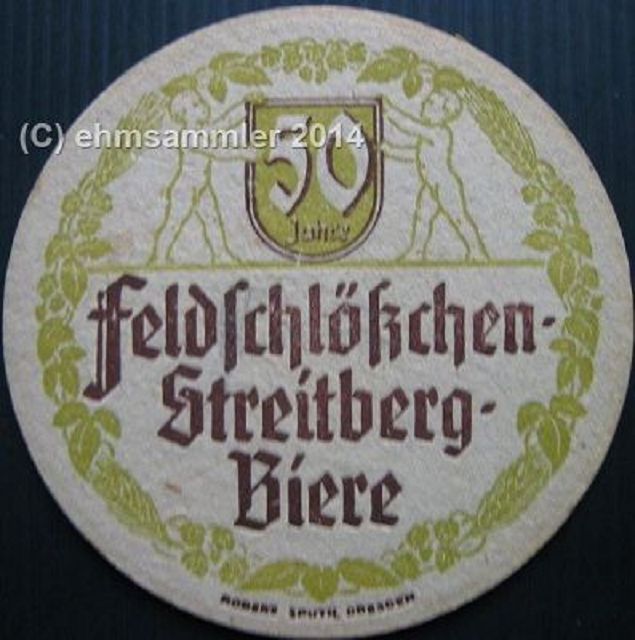 (C) ehmsammler 2014
50
Jahre
Feldschlößchen-
Streitberg-
Biere
ROBERT SPUTH, DRESDEN